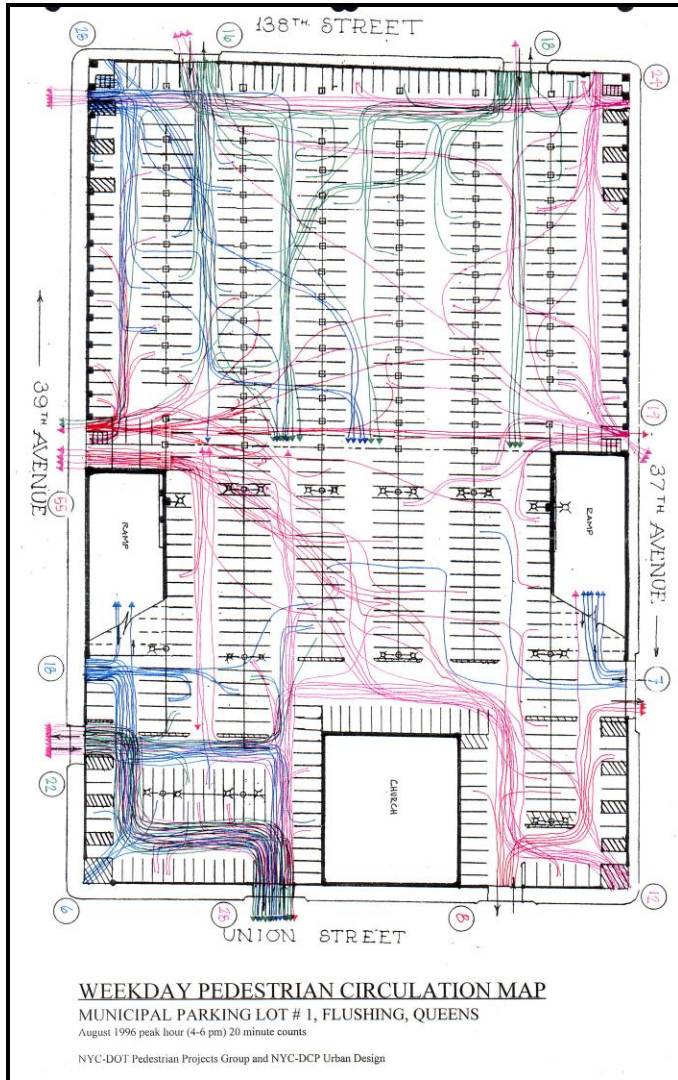 138TH. STREET
28
16
18
24
39TH AVENUE
19
37TH AVENUE
55
RAMP
RAMP
18
7
22
CHURCH
6
28
8
12
UNION STREET
WEEKDAY PEDESTRIAN CIRCULATION MAP
MUNICIPAL PARKING LOT # 1, FLUSHING, QUEENS
August 1996 peak hour (4-6 pm) 20 minute counts
NYC-DOT Pedestrian Projects Group and NYC-DCP Urban Design